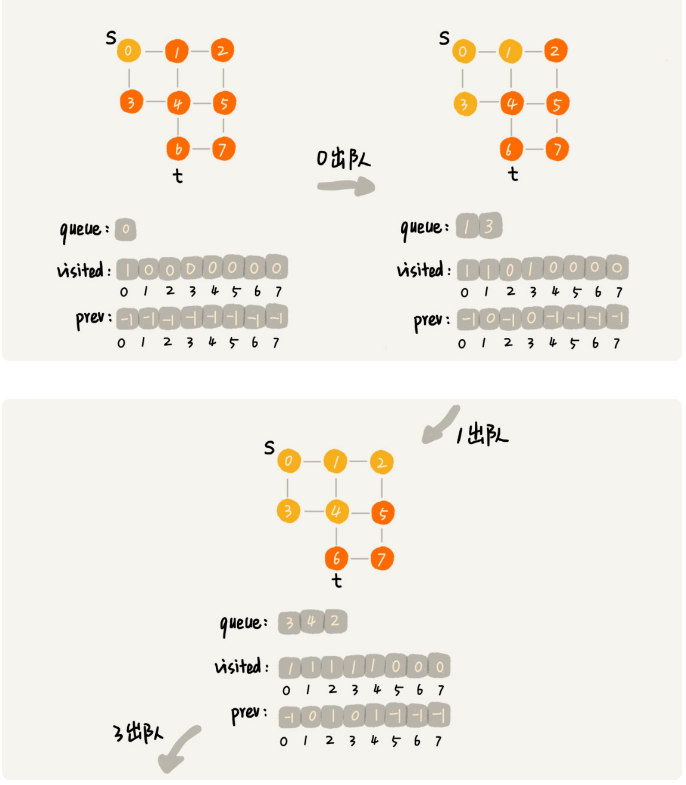 S 0 1 2
3 4 5
6 7
t
queue: 0
visited: 1 0 0 0 0 0 0 0
0 1 2 3 4 5 6 7
prev: -1 -1 -1 -1 -1 -1 -1 -1
0 1 2 3 4 5 6 7
0出队
S 0 1 2
3 4 5
6 7
t
queue: 1 3
visited: 1 1 0 1 0 0 0 0
0 1 2 3 4 5 6 7
prev: -1 0 -1 0 -1 -1 -1 -1
0 1 2 3 4 5 6 7
1出队
S 0 1 2
3 4 5
6 7
t
queue: 3 4 2
visited: 1 1 1 1 1 0 0 0
0 1 2 3 4 5 6 7
prev: -1 0 1 0 1 -1 -1 -1
0 1 2 3 4 5 6 7
3出队